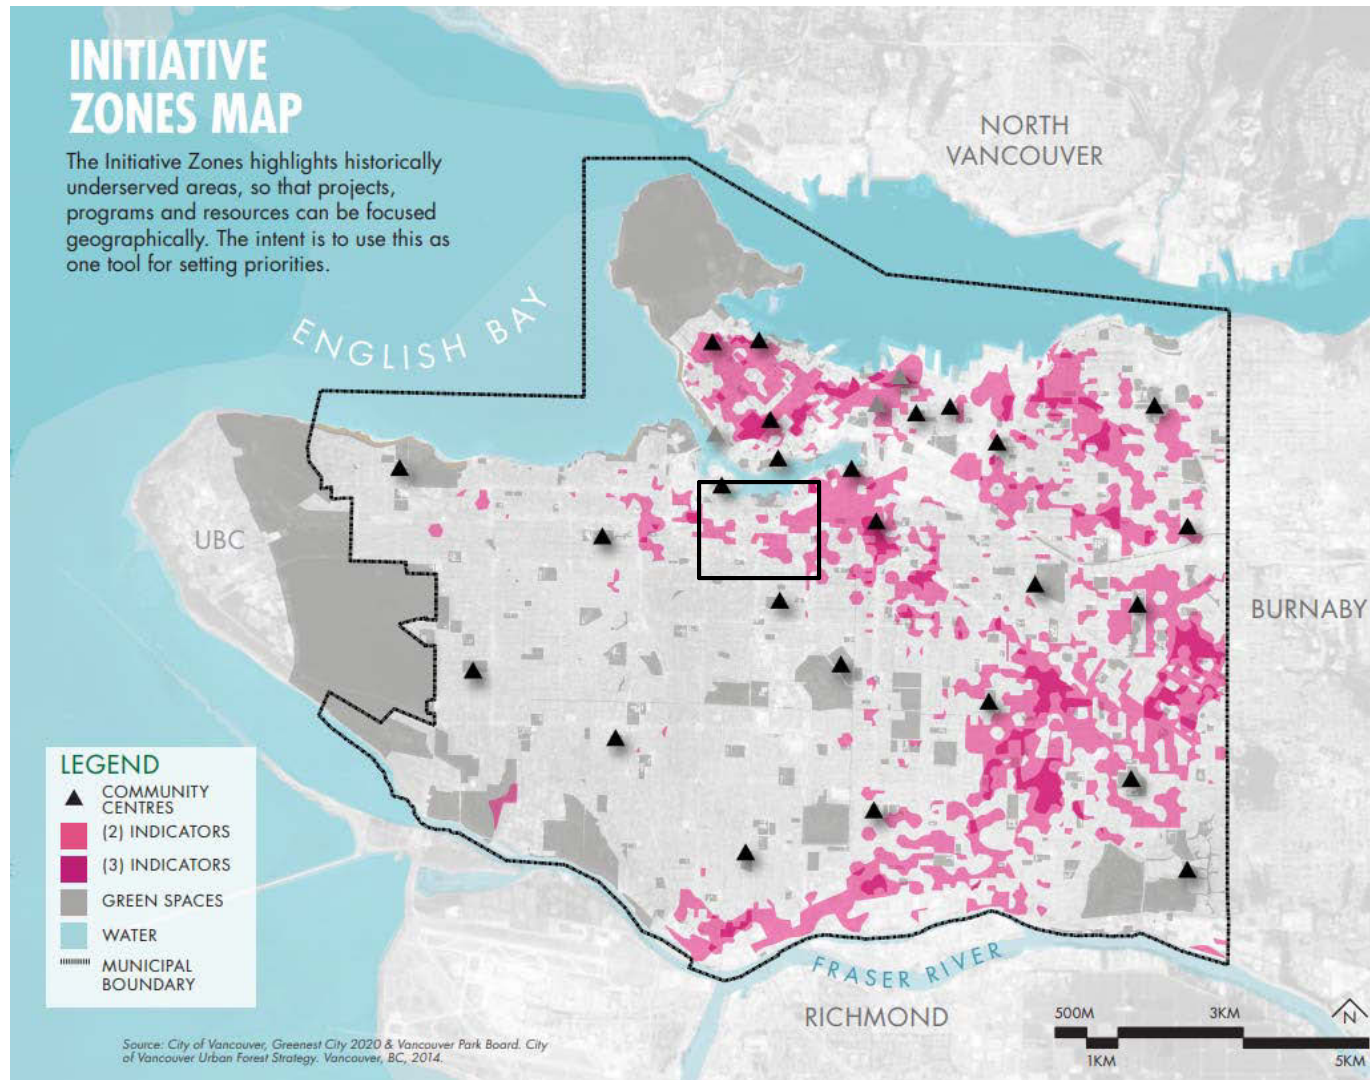 INITIATIVE
ZONES MAP
The Initiative Zones highlights historically
underserved areas, so that projects,
programs and resources can be focused
geographically. The intent is to use this as
one tool for setting priorities.
NORTH
VANCOUVER
ENGLISH BAY
UBC
BURNABY
LEGEND
COMMUNITY
CENTRES
(2) INDICATORS
(3) INDICATORS
GREEN SPACES
WATER
MUNICIPAL
BOUNDARY
FRASER RIVER
RICHMOND
500M
3KM
N
1KM
5KM
Source: City of Vancouver, Greenest City 2020 & Vancouver Park Board. City
of Vancouver Urban Forest Strategy. Vancouver, BC, 2014.